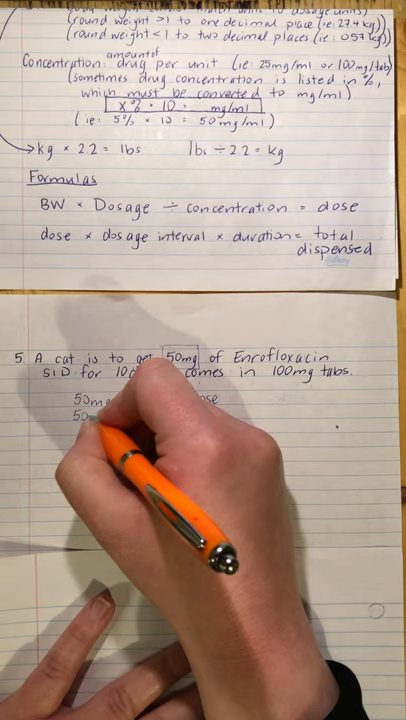 (round weight >1 to one decimal place (ie: 27.4 kg))
(round weight <1 to two decimal places (ie: 0.57 kg))
Concentration: amount of drug per unit (ie: 25mg/ml or 100mg/tab)
(sometimes drug concentration is listed in %,
which must be converted to mg/ml)
X % × 10 = mg/ml
(ie: 5% × 10 = 50mg/ml)
kg × 2.2 = lbs lbs ÷ 2.2 = kg
Formulas
BW × Dosage ÷ concentration = dose
dose × dosage interval × duration = total
dispensed
5. A cat is to get 50mg of Enrofloxacin
SID for 10 comes in 100mg tabs.
50m
50